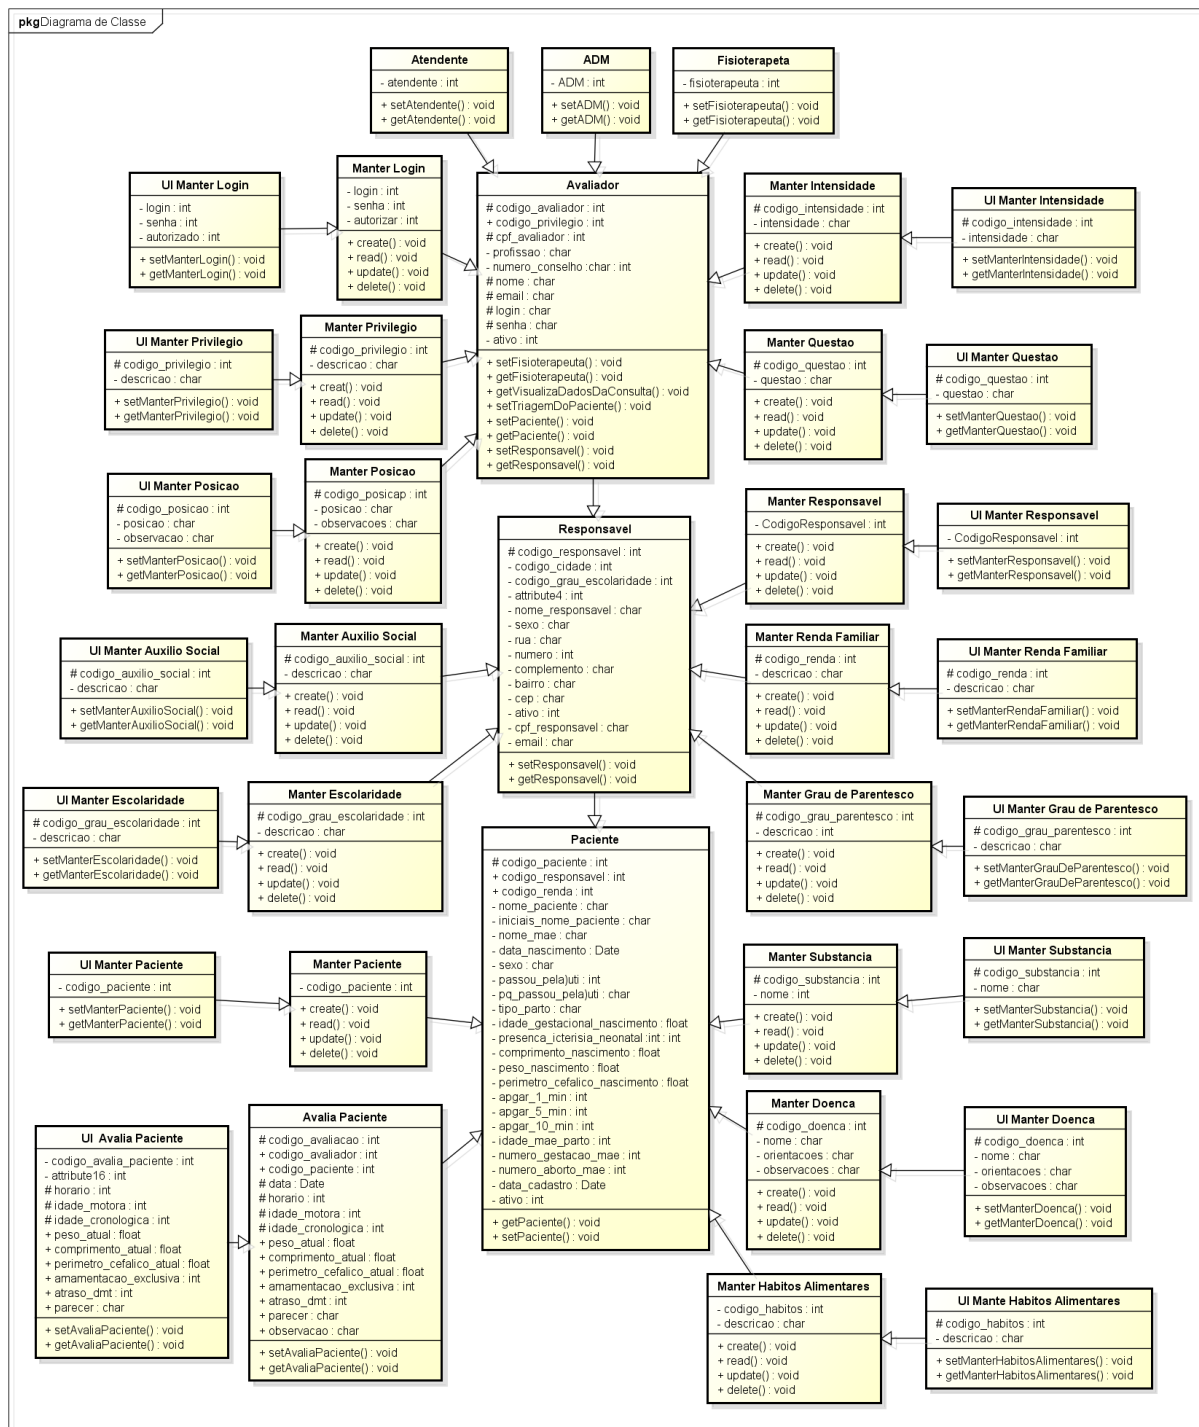 pkg Diagrama de Classe
Atendente
- atendente : int
+ setAtendente() : void
+ getAtendente() : void
ADM
- ADM : int
+ setADM() : void
+ getADM() : void
Fisioterapeta
- fisioterapeuta : int
+ setFisioterapeuta() : void
+ getFisioterapeuta() : void
UI Manter Login
- login : int
- senha : int
- autorizado : int
+ setManterLogin() : void
+ getManterLogin() : void
Manter Login
- login : int
- senha : int
- autorizar : int
+ create() : void
+ read() : void
+ update() : void
+ delete() : void
Avaliador
# codigo_avaliador : int
+ codigo_privilegio : int
# cpf_avaliador : int
- profissao : char
- numero_conselho :char : int
# nome : char
# email : char
# login : char
# senha : char
- ativo : int
+ setFisioterapeuta() : void
+ getFisioterapeuta() : void
+ getVisualizaDadosDaConsulta() : void
+ setTriagemDoPaciente() : void
+ setPaciente() : void
+ getPaciente() : void
+ setResponsavel() : void
+ getResponsavel() : void
Manter Intensidade
# codigo_intensidade : int
- intensidade : char
+ create() : void
+ read() : void
+ update() : void
+ delete() : void
UI Manter Intensidade
# codigo_intensidade : int
- intensidade : char
+ setManterIntensidade() : void
+ getManterIntensidade() : void
UI Manter Privilegio
# codigo_privilegio : int
- descricao : char
+ setManterPrivilegio() : void
+ getManterPrivilegio() : void
Manter Privilegio
# codigo_privilegio : int
- descricao : char
+ creat() : void
+ read() : void
+ update() : void
+ delete() : void
Manter Questao
# codigo_questao : int
- questao : char
+ create() : void
+ read() : void
+ update() : void
+ delete() : void
UI Manter Questao
# codigo_questao : int
- questao : char
+ setManterQuestao() : void
+ getManterQuestao() : void
UI Manter Posicao
# codigo_posicao : int
- posicao : char
- observacao : char
+ setManterPosicao() : void
+ getManterPosicao() : void
Manter Posicao
# codigo_posicap : int
- posicao : char
- observacoes : char
+ create() : void
+ read() : void
+ update() : void
+ delete() : void
Responsavel
# codigo_responsavel : int
- codigo_cidade : int
- codigo_grau_escolaridade : int
- attribute4 : int
- nome_responsavel : char
- sexo : char
- rua : char
- numero : int
- complemento : char
- bairro : char
- cep : char
- ativo : int
- cpf_responsavel : char
- email : char
+ setResponsavel() : void
+ getResponsavel() : void
Manter Responsavel
- CodigoResponsavel : int
+ create() : void
+ read() : void
+ update() : void
+ delete() : void
UI Manter Responsavel
- CodigoResponsavel : int
+ setManterResponsavel() : void
+ getManterResponsavel() : void
UI Manter Auxilio Social
# codigo_auxilio_social : int
- descricao : char
+ setManterAuxilioSocial() : void
+ getManterAuxilioSocial() : void
Manter Auxilio Social
# codigo_auxilio_social : int
- descricao : char
+ create() : void
+ read() : void
+ update() : void
+ delete() : void
Manter Renda Familiar
# codigo_renda : int
- descricao : char
+ create() : void
+ read() : void
+ update() : void
+ delete() : void
UI Manter Renda Familiar
# codigo_renda : int
- descricao : char
+ setManterRendaFamiliar() : void
+ getManterRendaFamiliar() : void
UI Manter Escolaridade
# codigo_grau_escolaridade : int
- descricao : char
+ setManterEscolaridade() : void
+ getManterEscolaridade() : void
Manter Escolaridade
# codigo_grau_escolaridade : int
- descricao : char
+ create() : void
+ read() : void
+ update() : void
+ delete() : void
Manter Grau de Parentesco
# codigo_grau_parentesco : int
- descricao : int
+ create() : void
+ read() : void
+ update() : void
+ delete() : void
UI Manter Grau de Parentesco
# codigo_grau_parentesco : int
- descricao : char
+ setManterGrauDeParentesco() : void
+ getManterGrauDeParentesco() : void
Paciente
# codigo_paciente : int
+ codigo_responsavel : int
+ codigo_renda : int
- nome_paciente : char
- iniciais_nome_paciente : char
- nome_mae : char
- data_nascimento : Date
- sexo : char
- passou_pela)uti : int
- pq_passou_pela)uti : char
- tipo_parto : char
- idade_gestacional_nascimento : float
- presenca_icterisia_neonatal :int : int
- comprimento_nascimento : float
- peso_nascimento : float
- perimetro_cefalico_nascimento : float
- apgar_1_min : int
- apgar_5_min : int
- apgar_10_min : int
- idade_mae_parto : int
- numero_gestacao_mae : int
- numero_aborto_mae : int
- data_cadastro : Date
- ativo : int
+ getPaciente() : void
+ setPaciente() : void
UI Manter Paciente
- codigo_paciente : int
+ setManterPaciente() : void
+ getManterPaciente() : void
Manter Paciente
- codigo_paciente : int
+ create() : void
+ read() : void
+ update() : void
+ delete() : void
Manter Substancia
# codigo_substancia : int
- nome : int
+ create() : void
+ read() : void
+ update() : void
+ delete() : void
UI Manter Substancia
# codigo_substancia : int
- nome : char
+ setManterSubstancia() : void
+ getManterSubstancia() : void
UI Avalia Paciente
- codigo_avalia_paciente : int
- attribute16 : int
# horario : int
# idade_motora : int
# idade_cronologica : int
+ peso_atual : float
+ comprimento_atual : float
+ perimetro_cefalico_atual : float
+ amamentacao_exclusiva : int
+ atraso_dmt : int
+ parecer : char
+ setAvaliaPaciente() : void
+ getAvaliaPaciente() : void
Avalia Paciente
# codigo_avaliacao : int
+ codigo_avaliador : int
+ codigo_paciente : int
# data : Date
# horario : int
# idade_motora : int
# idade_cronologica : int
+ peso_atual : float
+ comprimento_atual : float
+ perimetro_cefalico_atual : float
+ amamentacao_exclusiva : int
+ atraso_dmt : int
+ parecer : char
+ observacao : char
+ setAvaliaPaciente() : void
+ getAvaliaPaciente() : void
Manter Doenca
# codigo_doenca : int
- nome : char
- orientacoes : char
- observacoes : char
+ create() : void
+ read() : void
+ update() : void
+ delete() : void
UI Manter Doenca
# codigo_doenca : int
- nome : char
- orientacoes : char
- observacoes : char
+ setManterDoenca() : void
+ getManterDoenca() : void
Manter Habitos Alimentares
- codigo_habitos : int
- descricao : char
+ create() : void
+ read() : void
+ update() : void
+ delete() : void
UI Mante Habitos Alimentares
# codigo_habitos : int
- descricao : char
+ setManterHabitosAlimentares() : void
+ getManterHabitosAlimentares() : void